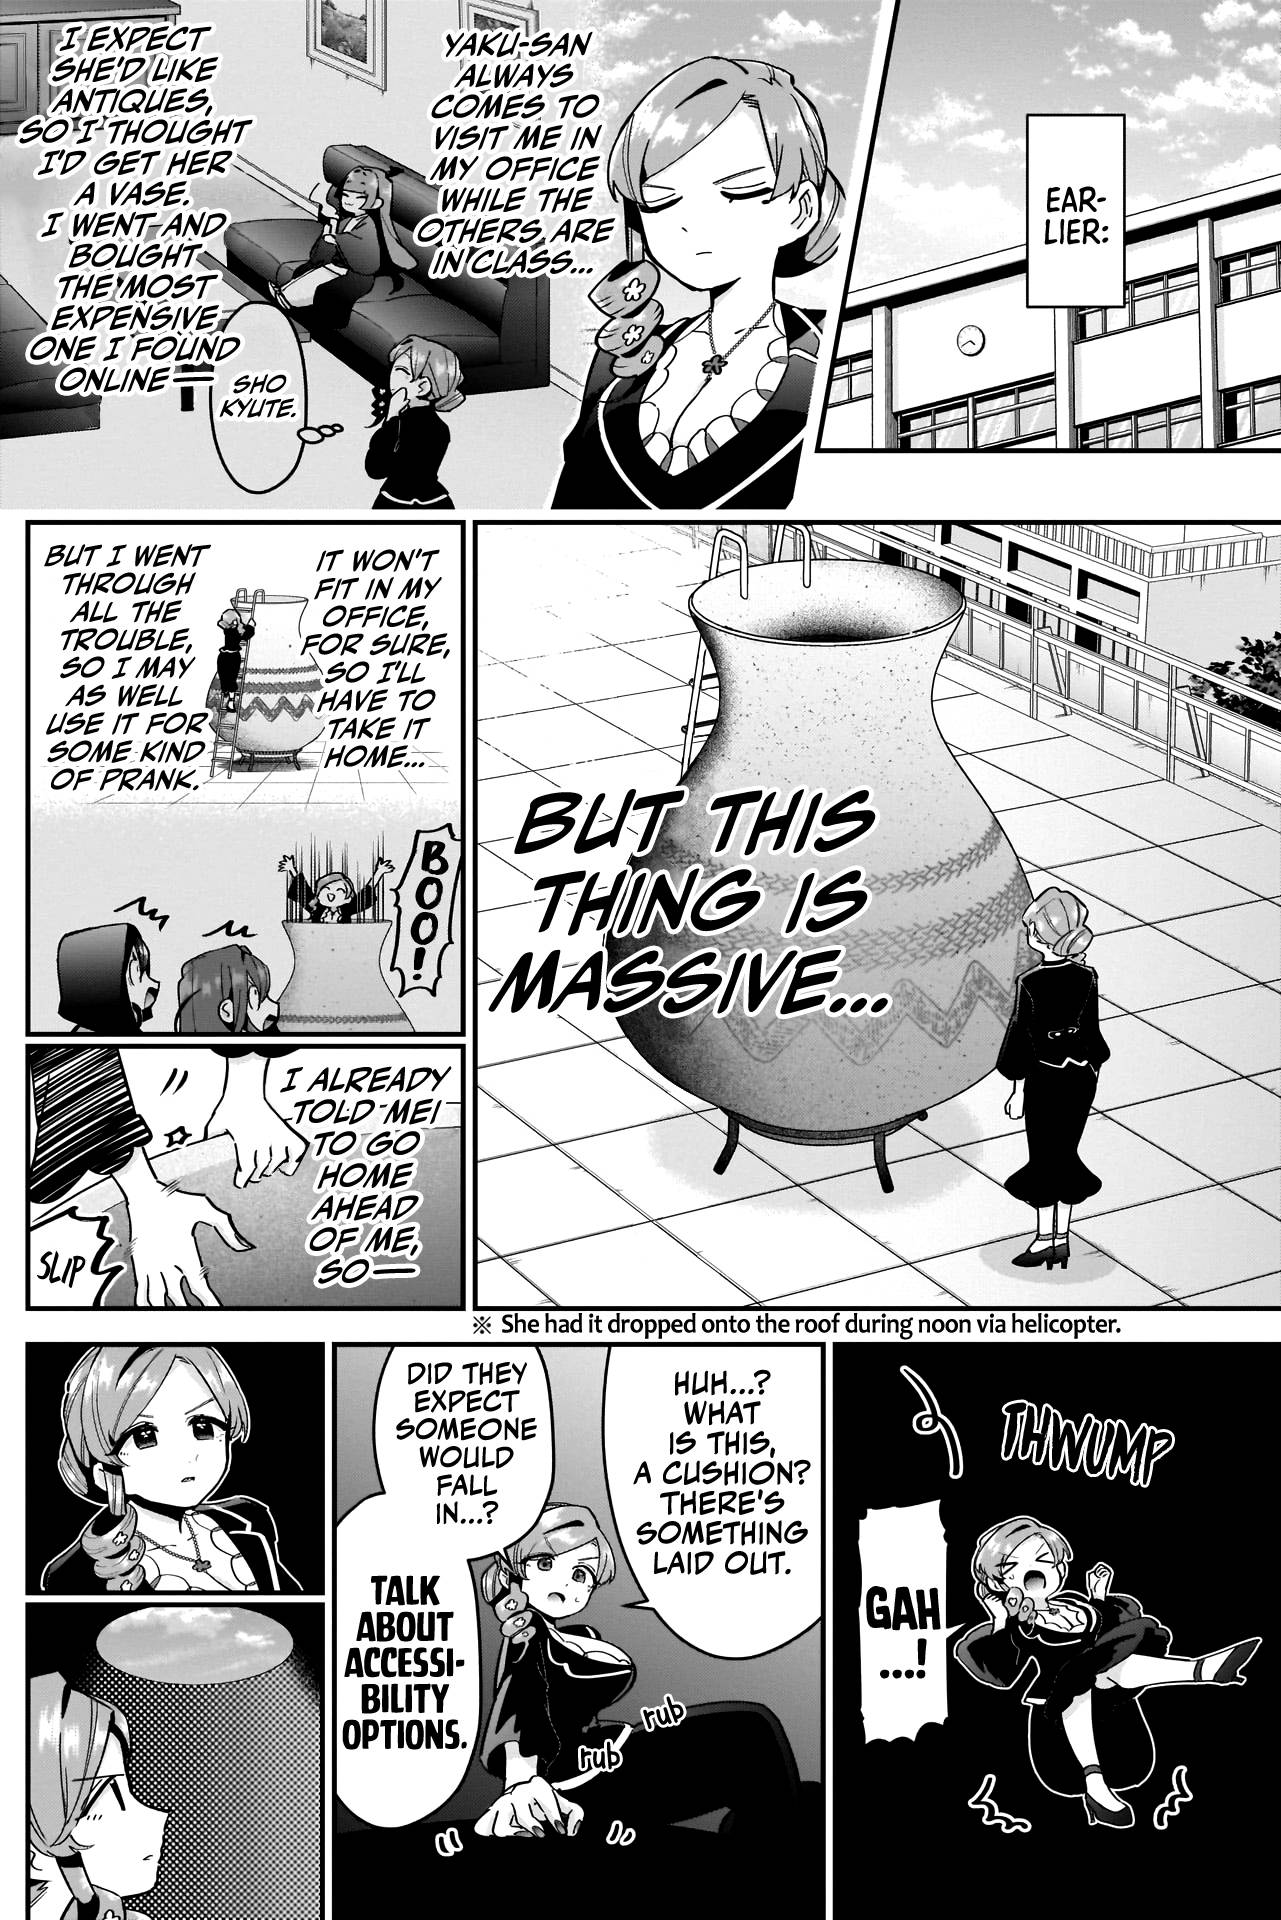 EAR-
LIER:
YAKU-SAN
ALWAYS
COMES TO
VISIT ME IN
MY OFFICE
WHILE THE
OTHERS ARE
IN CLASS...
I EXPECT
SHE'D LIKE
ANTIQUES,
SO I THOUGHT
I'D GET HER
A VASE.
I WENT AND
BOUGHT
THE MOST
EXPENSIVE
ONE I FOUND
ONLINE—
SHO
KYUTE.
BUT THIS
THING IS
MASSIVE...
※ She had it dropped onto the roof during noon via helicopter.
IT WON'T
FIT IN MY
OFFICE,
FOR SURE,
SO I'LL
HAVE TO
TAKE IT
HOME...
BUT I WENT
THROUGH
ALL THE
TROUBLE,
SO I MAY
AS WELL
USE IT FOR
SOME KIND
OF PRANK.
BOO!
I ALREADY
TOLD MEI
TO GO
HOME
AHEAD
OF ME,
SO—
SLIP
THWUMP
GAH
...!
HUH...?
WHAT
IS THIS,
A CUSHION?
THERE'S
SOMETHING
LAID OUT.
DID THEY
EXPECT
SOMEONE
WOULD
FALL
IN...?
TALK
ABOUT
ACCESSI-
BILITY
OPTIONS.
rub
rub